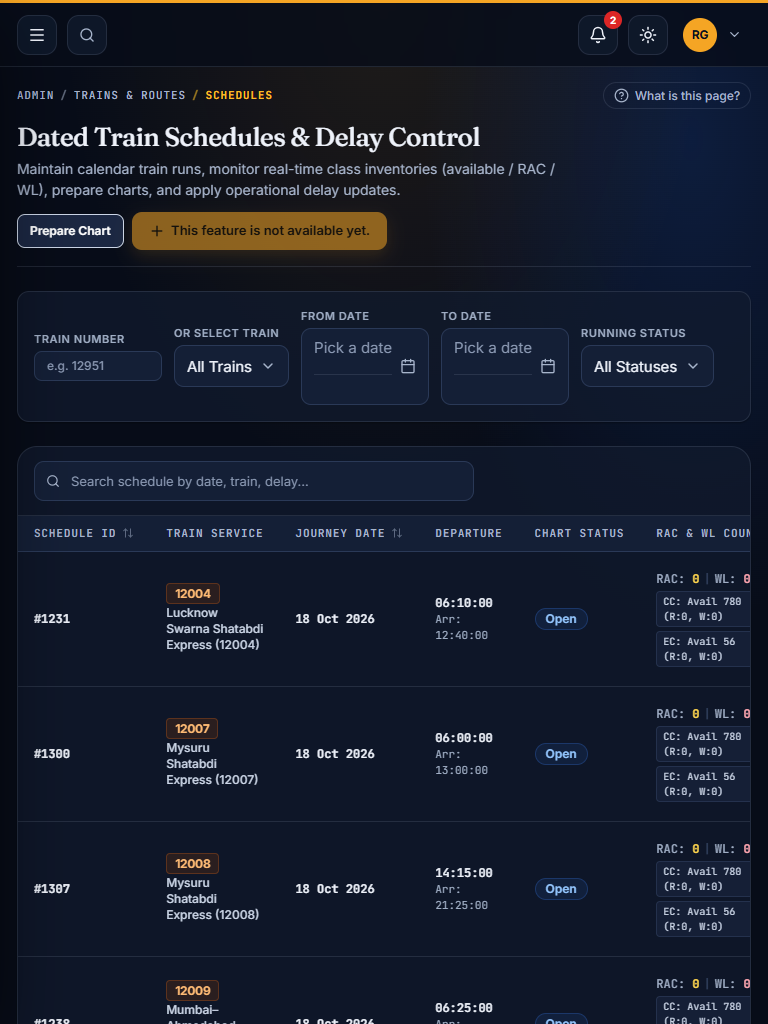 2
RG
ADMIN / TRAINS & ROUTES / SCHEDULES
What is this page?
Dated Train Schedules & Delay Control
Maintain calendar train runs, monitor real-time class inventories (available / RAC /
WL), prepare charts, and apply operational delay updates.
Prepare Chart
+ This feature is not available yet.
TRAIN NUMBER
e.g. 12951
OR SELECT TRAIN
All Trains
FROM DATE
Pick a date
TO DATE
Pick a date
RUNNING STATUS
All Statuses
Search schedule by date, train, delay...
SCHEDULE ID TRAIN SERVICE JOURNEY DATE DEPARTURE CHART STATUS RAC & WL COUN
#1231
12004
Lucknow
Swarna Shatabdi
Express (12004)
18 Oct 2026
06:10:00
Arr:
12:40:00
Open
RAC: 0 | WL: 0
CC: Avail 780
(R:0, W:0)
EC: Avail 56
(R:0, W:0)
#1300
12007
Mysuru
Shatabdi
Express (12007)
18 Oct 2026
06:00:00
Arr:
13:00:00
Open
RAC: 0 | WL: 0
CC: Avail 780
(R:0, W:0)
EC: Avail 56
(R:0, W:0)
#1307
12008
Mysuru
Shatabdi
Express (12008)
18 Oct 2026
14:15:00
Arr:
21:25:00
Open
RAC: 0 | WL: 0
CC: Avail 780
(R:0, W:0)
EC: Avail 56
(R:0, W:0)
#1238
12009
Mumbai–
Ahmedabad
18 Oct 2026
06:25:00
Arr:
Open
RAC: 0 | WL: 0
CC: Avail 780
(R:0, W:0)